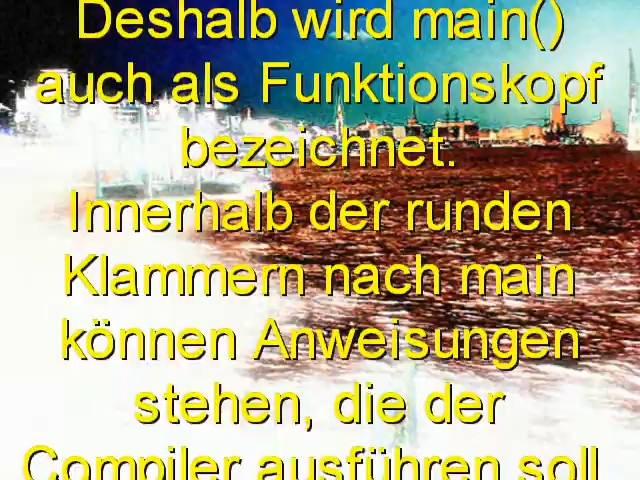 Deshalb wird main()
auch als Funktionskopf
bezeichnet.
Innerhalb der runden
Klammern nach main
können Anweisungen
stehen, die der
Compiler ausführen soll